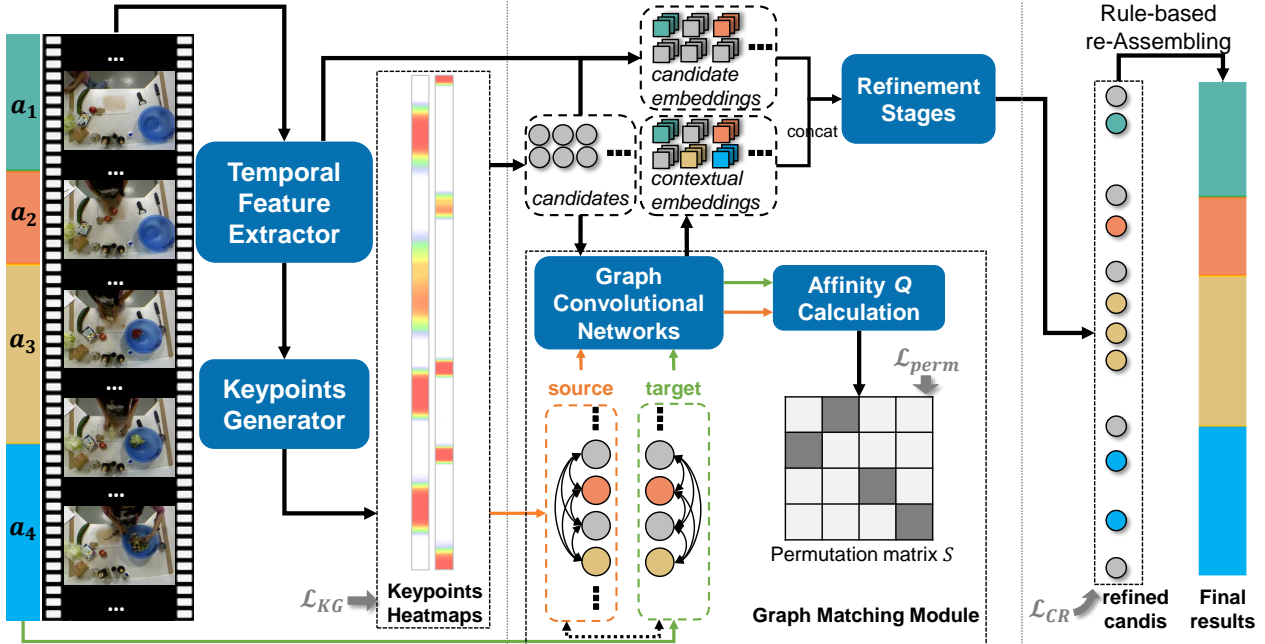 a₁
a₂
a₃
a₄
...
...
...
...
...
...
Temporal
Feature
Extractor
Keypoints
Generator
ℒ_KG
Keypoints
Heatmaps
candidates
candidate
embeddings
contextual
embeddings
concat
Refinement
Stages
Graph
Convolutional
Networks
Affinity Q
Calculation
source
target
ℒ_perm
Permutation matrix S
Graph Matching Module
Rule-based
re-Assembling
ℒ_CR
refined
candis
Final
results